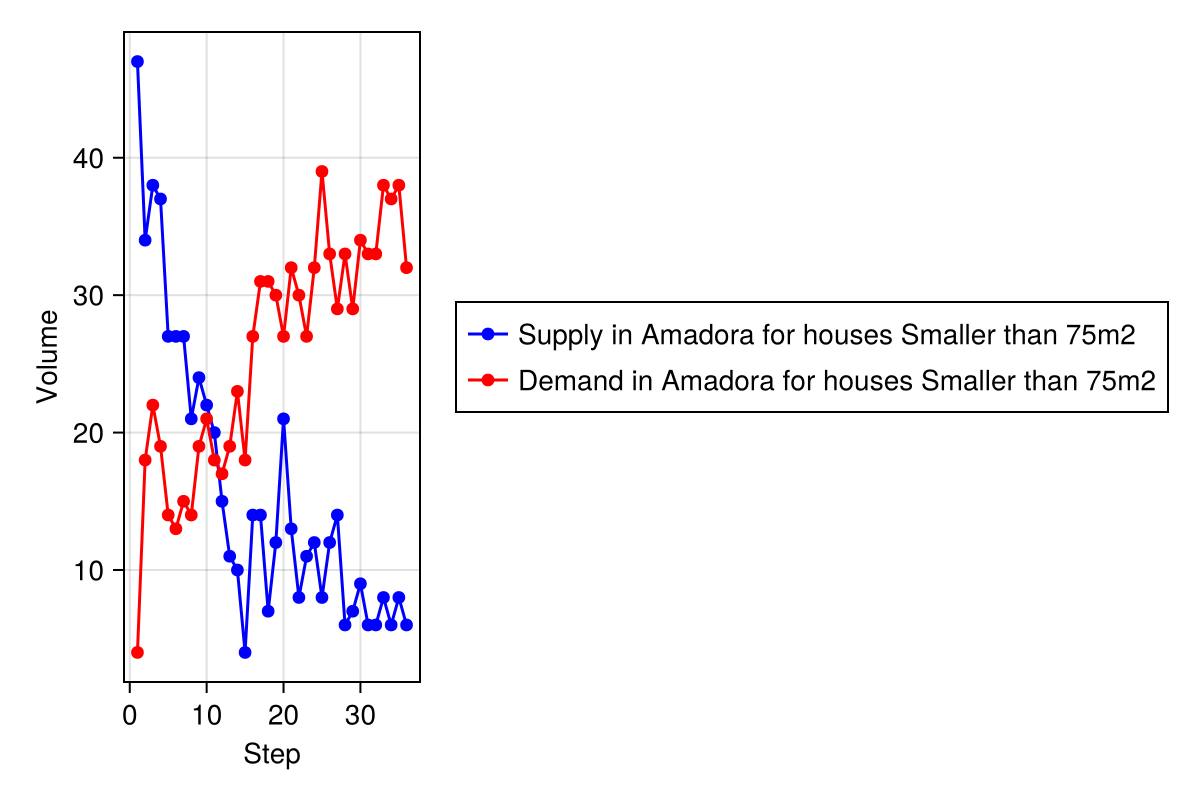 Volume
40
30
20
10
0 10 20 30
Step
Supply in Amadora for houses Smaller than 75m2
Demand in Amadora for houses Smaller than 75m2